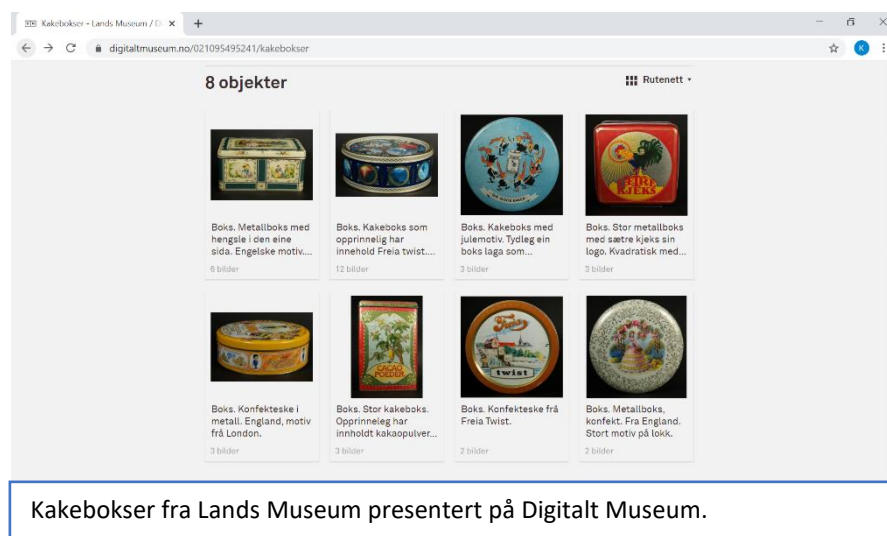 Kakebokser - Lands Museum / D
digitaltmuseum.no/021095495241/kakebokser
K
8 objekter
Rutenett
SÆTRE
KJEKS
Boks. Metallboks med
hengsle i den eine
sida. Engelske motiv....
6 bilder
Boks. Kakeboks som
opprinnelig har
innehold Freia twist....
12 bilder
Boks. Kakeboks med
julemotiv. Tydleg ein
boks laga som...
3 bilder
Boks. Stor metallboks
med sætre kjeks sin
logo. Kvadratisk med...
3 bilder
CACAO
POEDER
Freia
twist
Boks. Konfekteske i
metall. England, motiv
frå London.
3 bilder
Boks. Stor kakeboks.
Opprinneleg har
innholdt kakaopulver...
3 bilder
Boks. Konfekteske frå
Freia Twist.
2 bilder
Boks. Metallboks,
konfekt. Fra England.
Stort motiv på lokk.
2 bilder
Kakebokser fra Lands Museum presentert på Digitalt Museum.